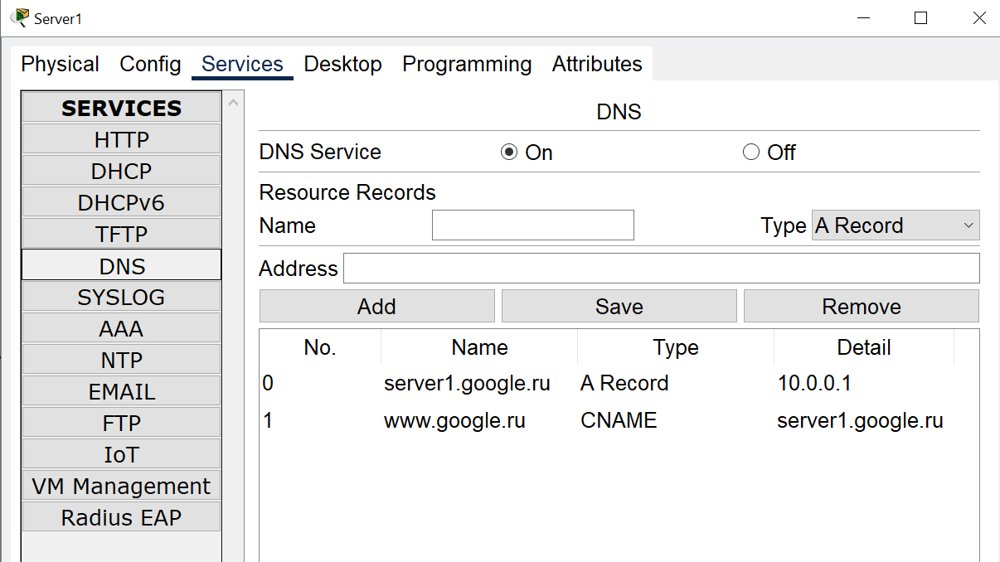 Server1
Physical Config Services Desktop Programming Attributes
SERVICES
HTTP
DHCP
DHCPv6
TFTP
DNS
SYSLOG
AAA
NTP
EMAIL
FTP
IoT
VM Management
Radius EAP
DNS
DNS Service On Off
Resource Records
Name Type A Record
Address
Add Save Remove
No. Name Type Detail
0 server1.google.ru A Record 10.0.0.1
1 www.google.ru CNAME server1.google.ru